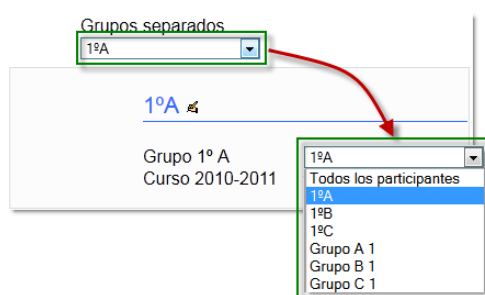 Grupos separados
1ºA
1ºA
Grupo 1º A
Curso 2010-2011
1ºA
Todos los participantes
1ºA
1ºB
1ºC
Grupo A 1
Grupo B 1
Grupo C 1